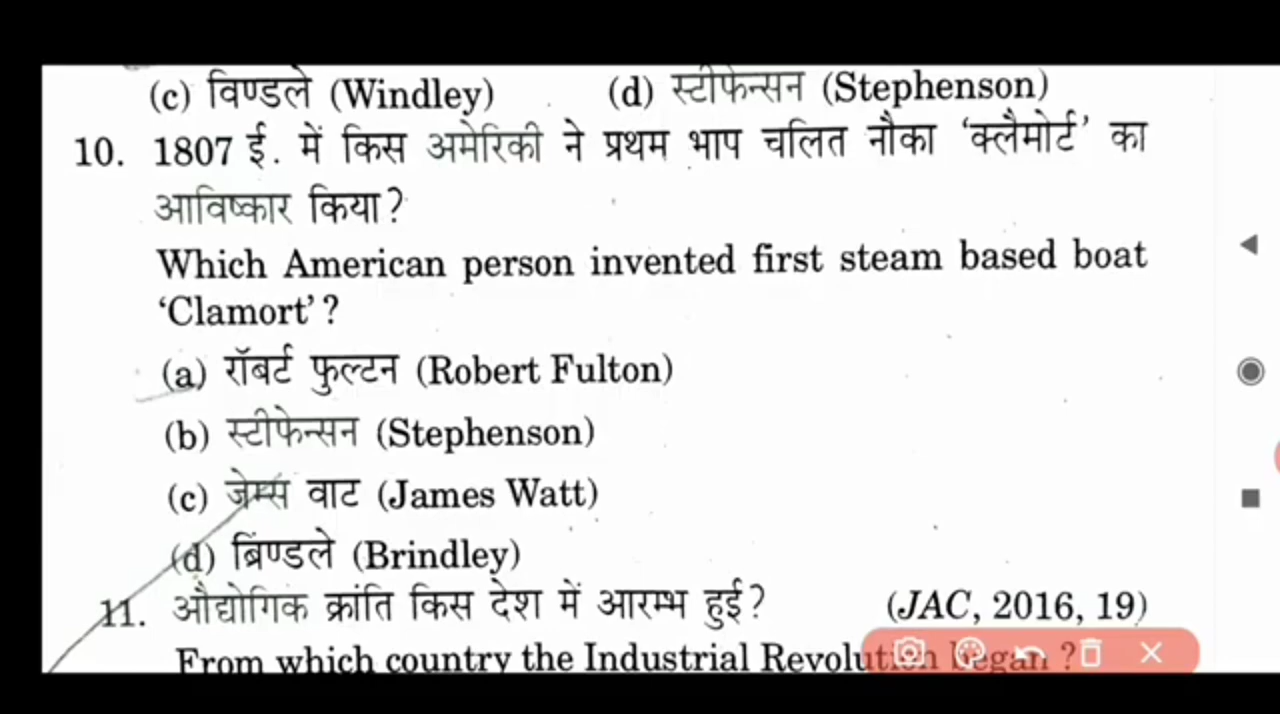 (c) विण्डले (Windley) (d) स्टीफेन्सन (Stephenson)
10. 1807 ई. में किस अमेरिकी ने प्रथम भाप चलित नौका ‘क्लैमोर्ट’ का
आविष्कार किया?
Which American person invented first steam based boat
‘Clamort’?
(a) रॉबर्ट फुल्टन (Robert Fulton)
(b) स्टीफेन्सन (Stephenson)
(c) जेम्स वाट (James Watt)
(d) ब्रिंण्डले (Brindley)
11. औद्योगिक क्रांति किस देश में आरम्भ हुई? (JAC, 2016, 19)
From which country the Industrial Revolution began ?